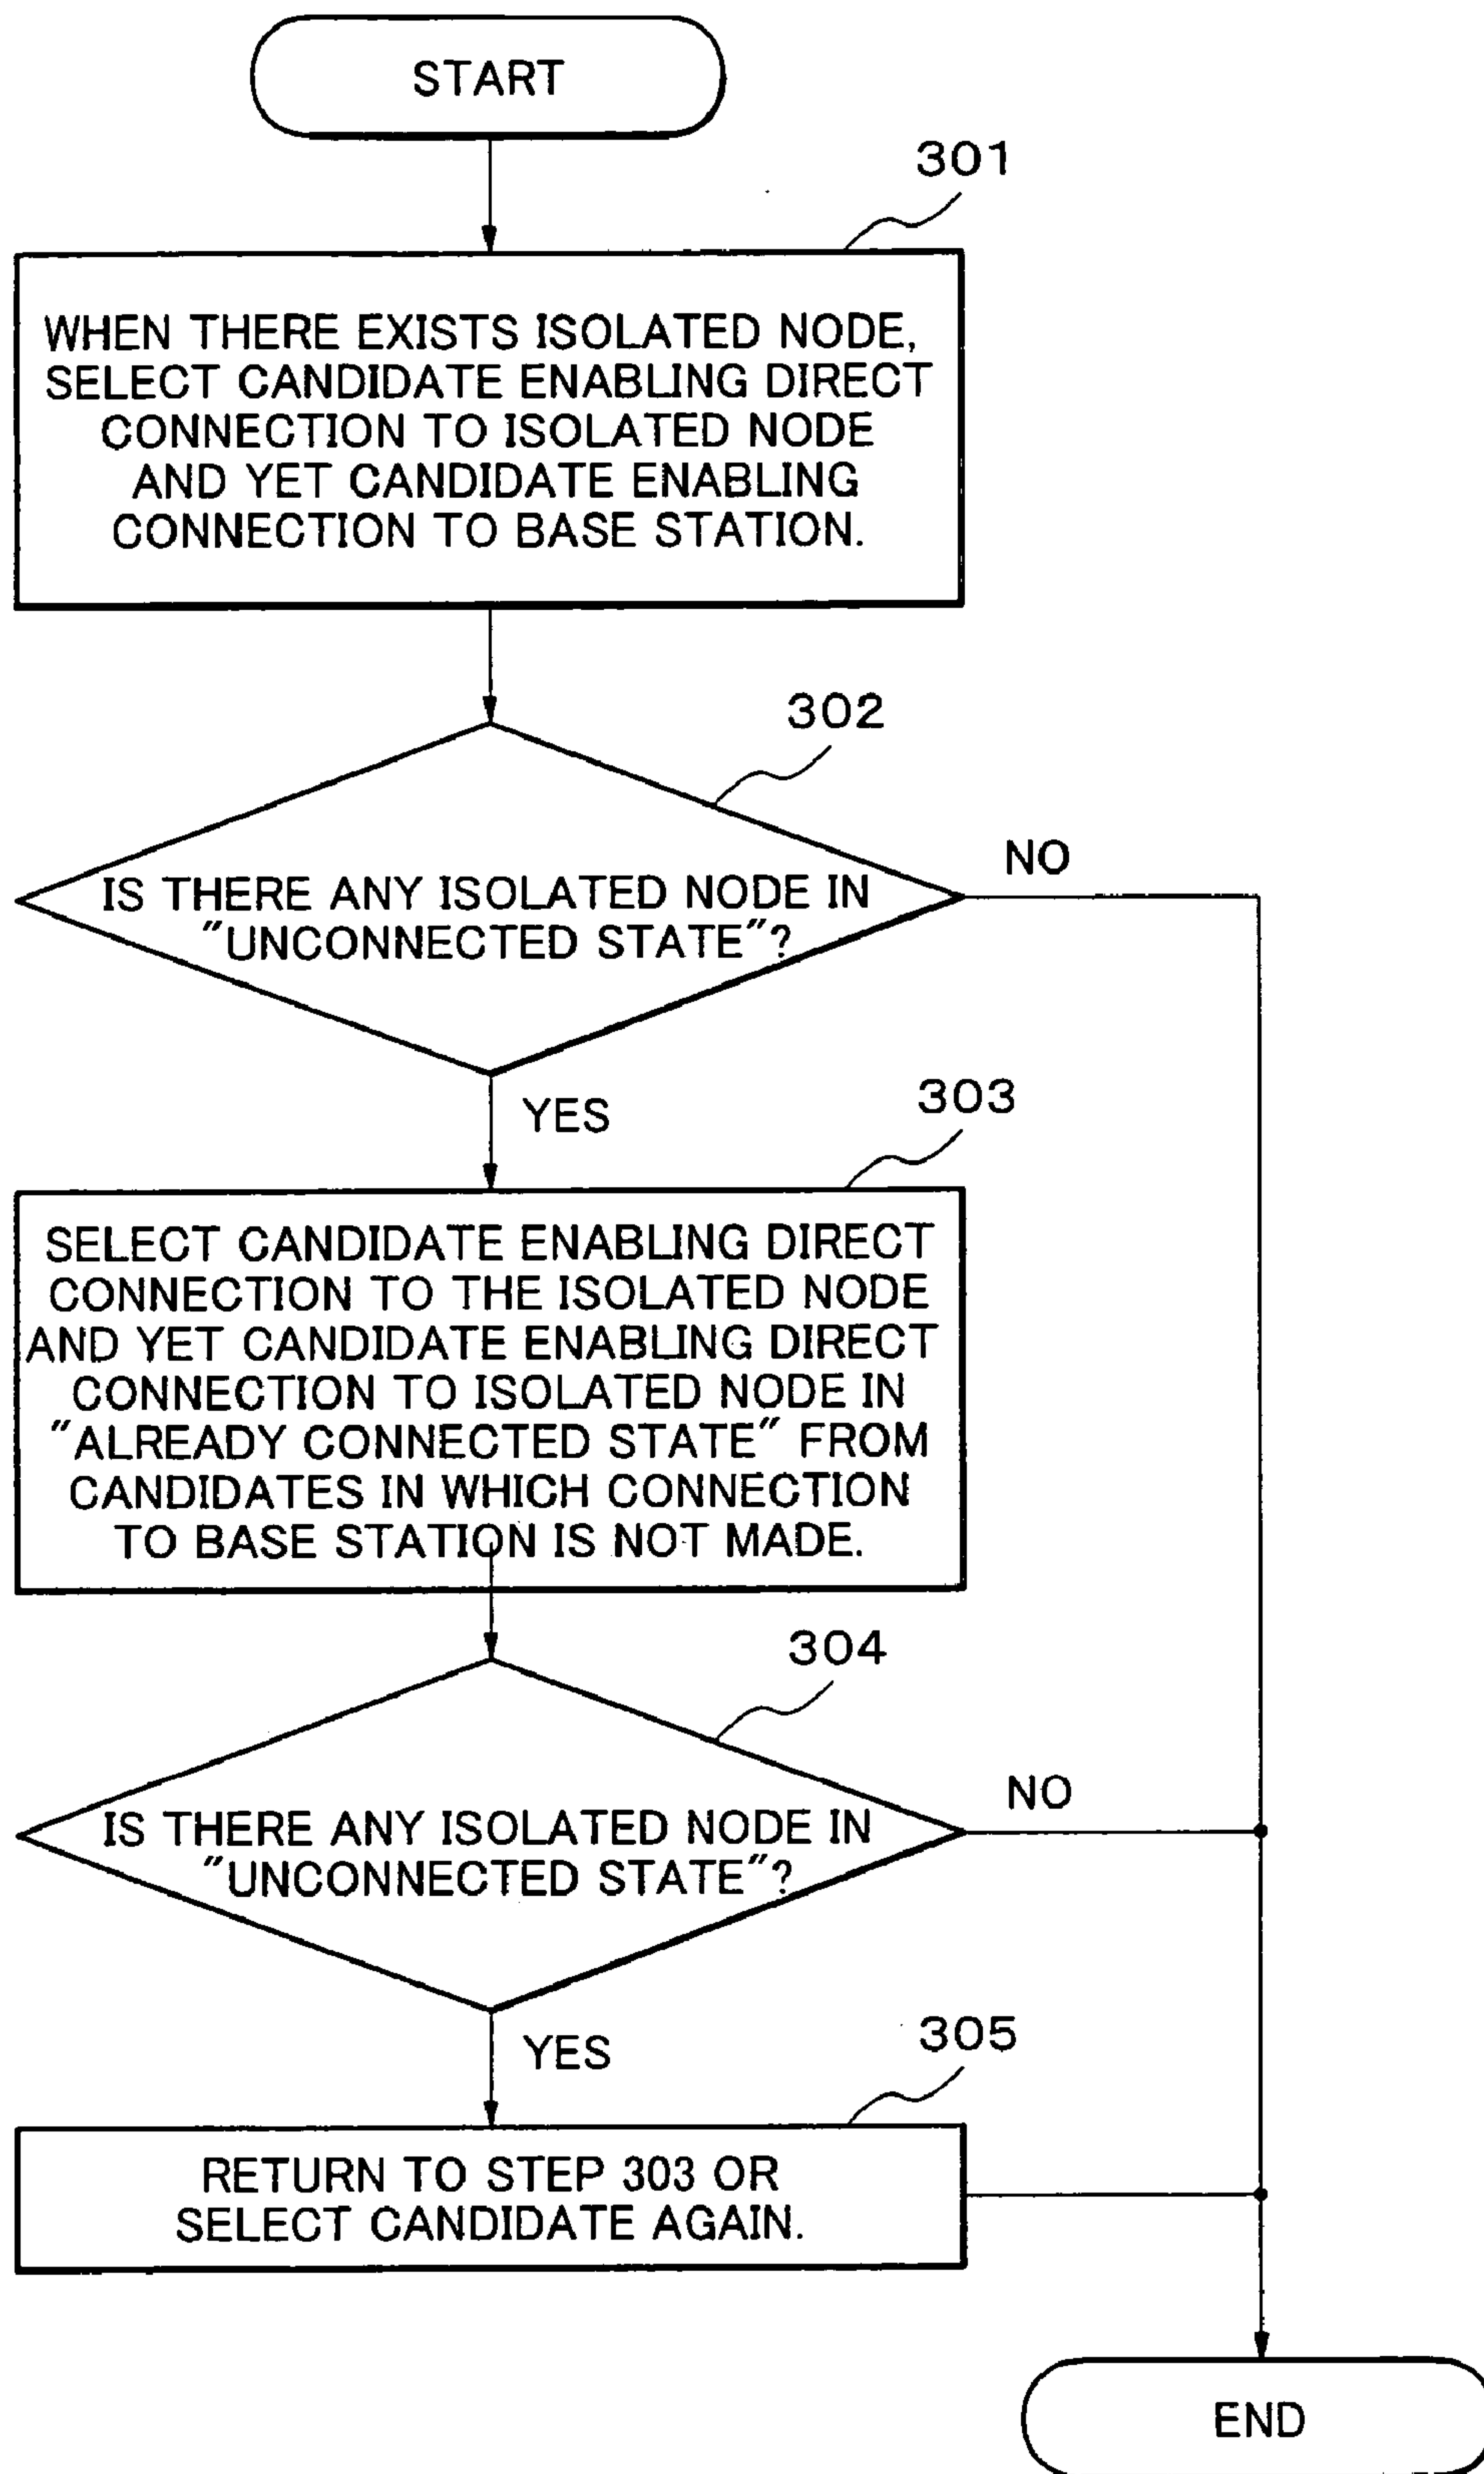 START
301
WHEN THERE EXISTS ISOLATED NODE,
SELECT CANDIDATE ENABLING DIRECT
CONNECTION TO ISOLATED NODE
AND YET CANDIDATE ENABLING
CONNECTION TO BASE STATION.
302
NO
IS THERE ANY ISOLATED NODE IN
"UNCONNECTED STATE"?
YES
303
SELECT CANDIDATE ENABLING DIRECT
CONNECTION TO THE ISOLATED NODE
AND YET CANDIDATE ENABLING DIRECT
CONNECTION TO ISOLATED NODE IN
"ALREADY CONNECTED STATE" FROM
CANDIDATES IN WHICH CONNECTION
TO BASE STATION IS NOT MADE.
304
NO
IS THERE ANY ISOLATED NODE IN
"UNCONNECTED STATE"?
YES
305
RETURN TO STEP 303 OR
SELECT CANDIDATE AGAIN.
END